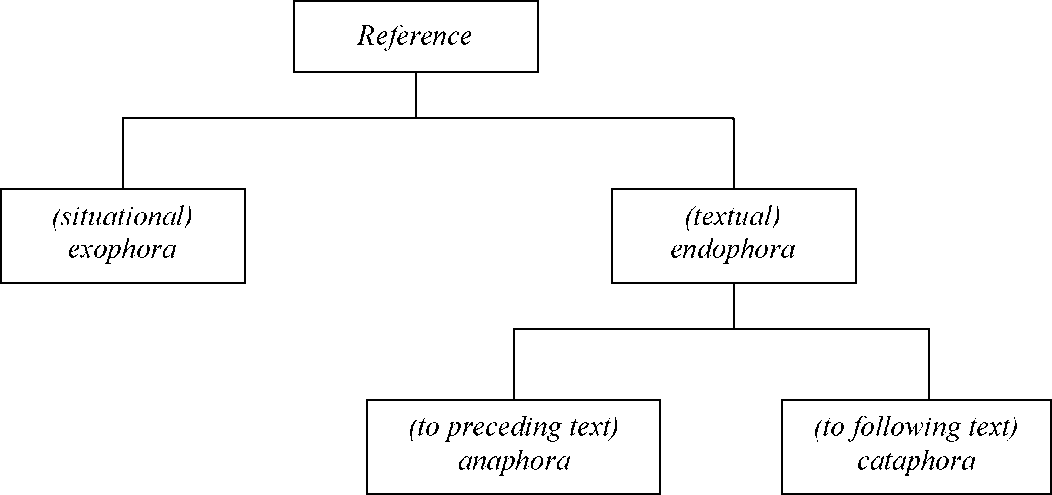 Reference
(situational)
exophora
(textual)
endophora
(to preceding text)
anaphora
(to following text)
cataphora